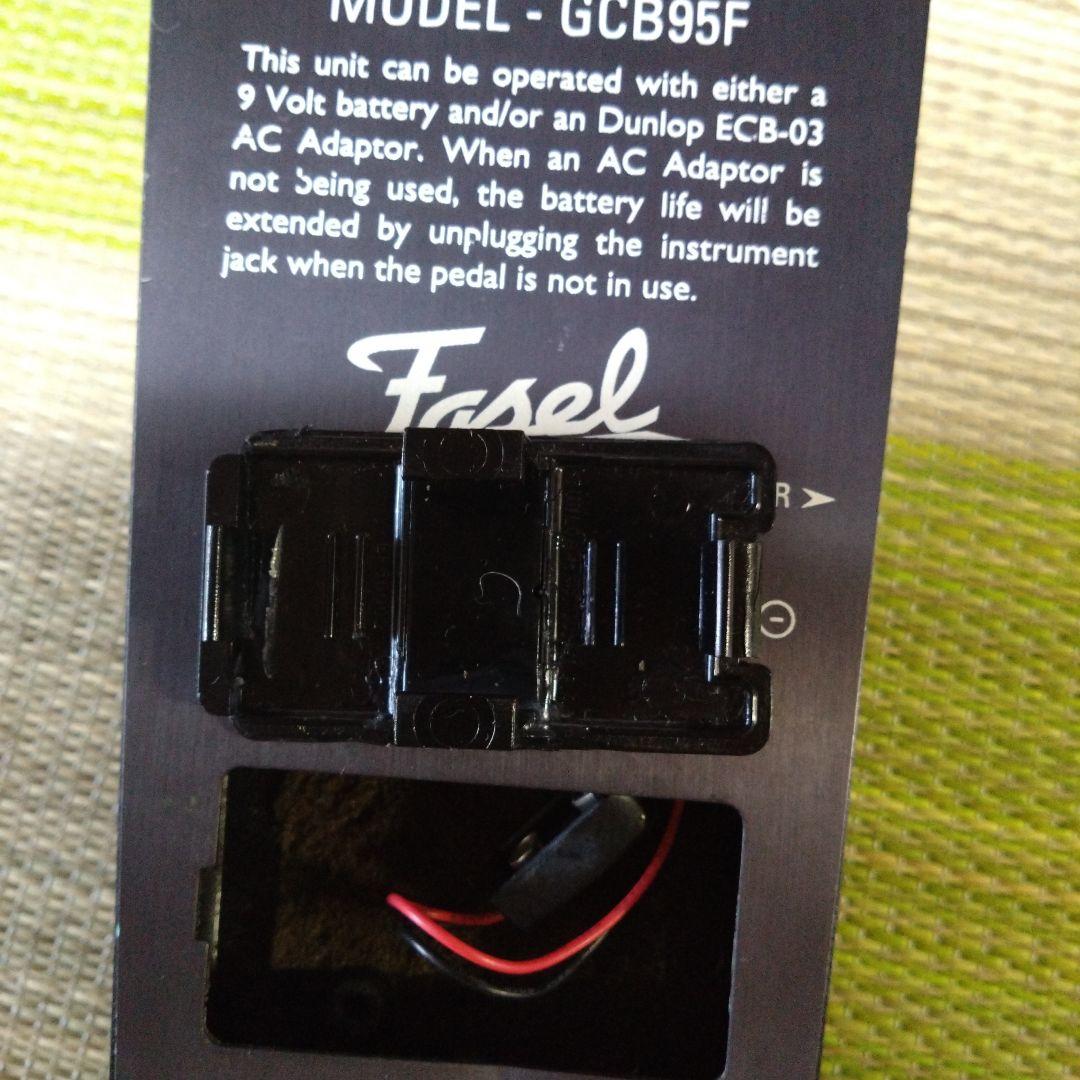 MODEL - GCB95F
This unit can be operated with either a
9 Volt battery and/or an Dunlop ECB-03
AC Adaptor. When an AC Adaptor is
not being used, the battery life will be
extended by unplugging the instrument
jack when the pedal is not in use.
Fasel
R